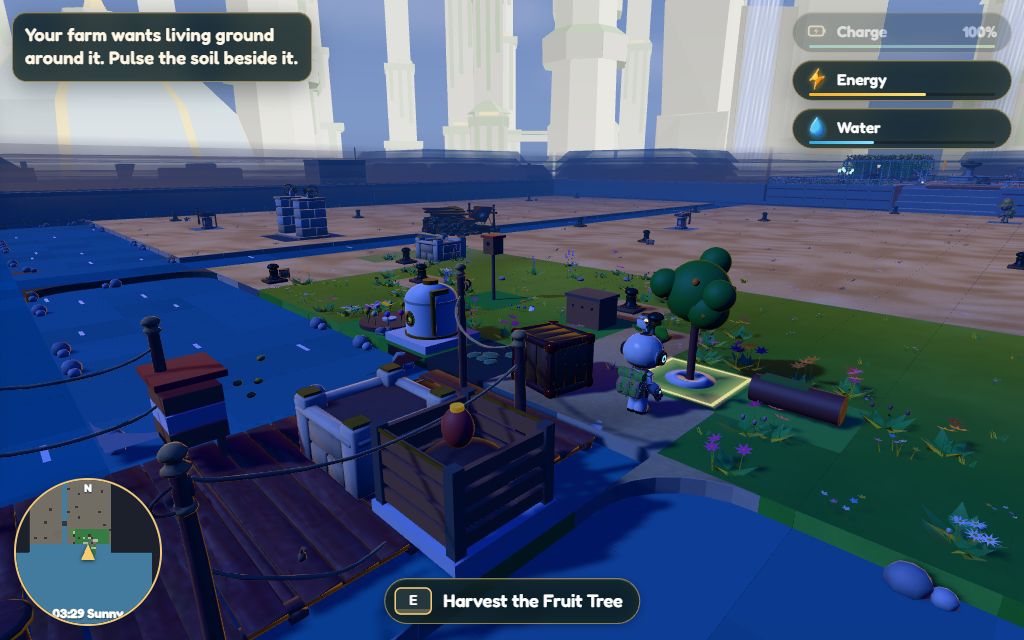 Your farm wants living ground
around it. Pulse the soil beside it.
Charge 100%
Energy
Water
N
03:29 Sunny
E Harvest the Fruit Tree